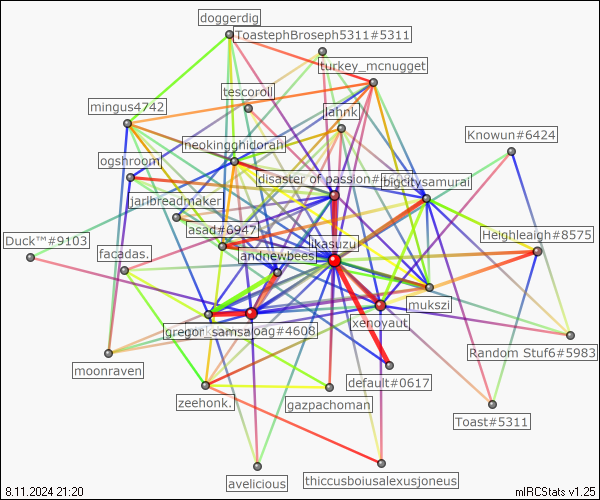 doggerdig
ToastephBroseph5311#5311
turkey_mcnugget
tescoroll
mingus4742
lahnk
Knowun#6424
neokingghidorah
ogshroom
disaster of passion#
bigcitysamurai
jarlbreadmaker
asad#6947
Duck™#9103
Heighleaigh#8575
ikasuzu
andnewbees
facadas.
mukszi
xenoyaut
gregor_samsa
oag#4608
Random Stuf6#5983
moonraven
default#0617
zeehonk.
gazpachoman
Toast#5311
avelicious
thiccusboiusalexusjoneus
8.11.2024 21:20
mIRCStats v1.25